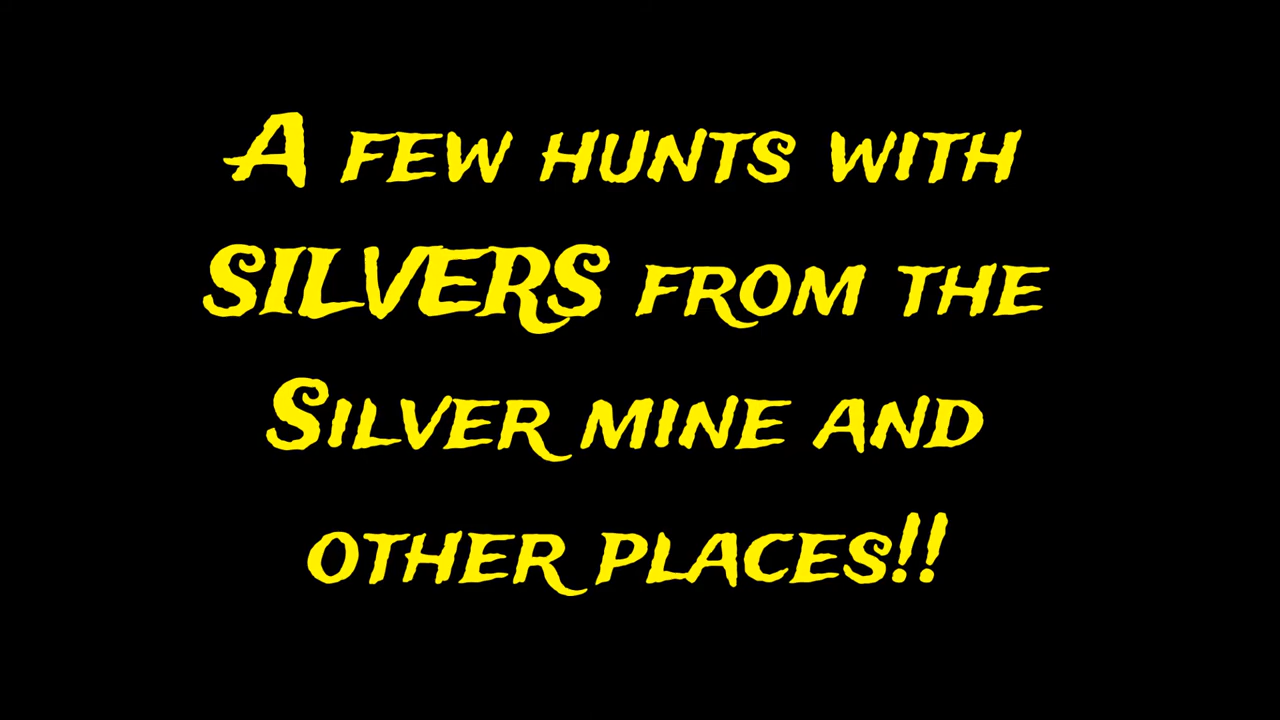 A few hunts with
SILVERS from the
Silver mine and
other places!!